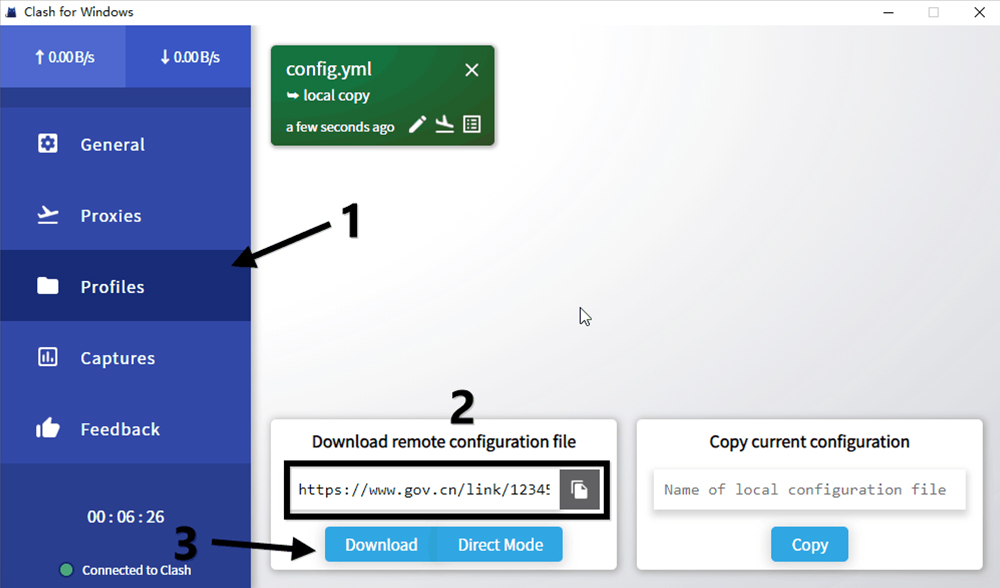 Clash for Windows
↑ 0.00 B/s ↓ 0.00 B/s
General
Proxies
Profiles
Captures
Feedback
00 : 06 : 26
Connected to Clash
config.yml
local copy
a few seconds ago
1
2
3
Download remote configuration file
https://www.gov.cn/link/12345
Download Direct Mode
Copy current configuration
Name of local configuration file
Copy